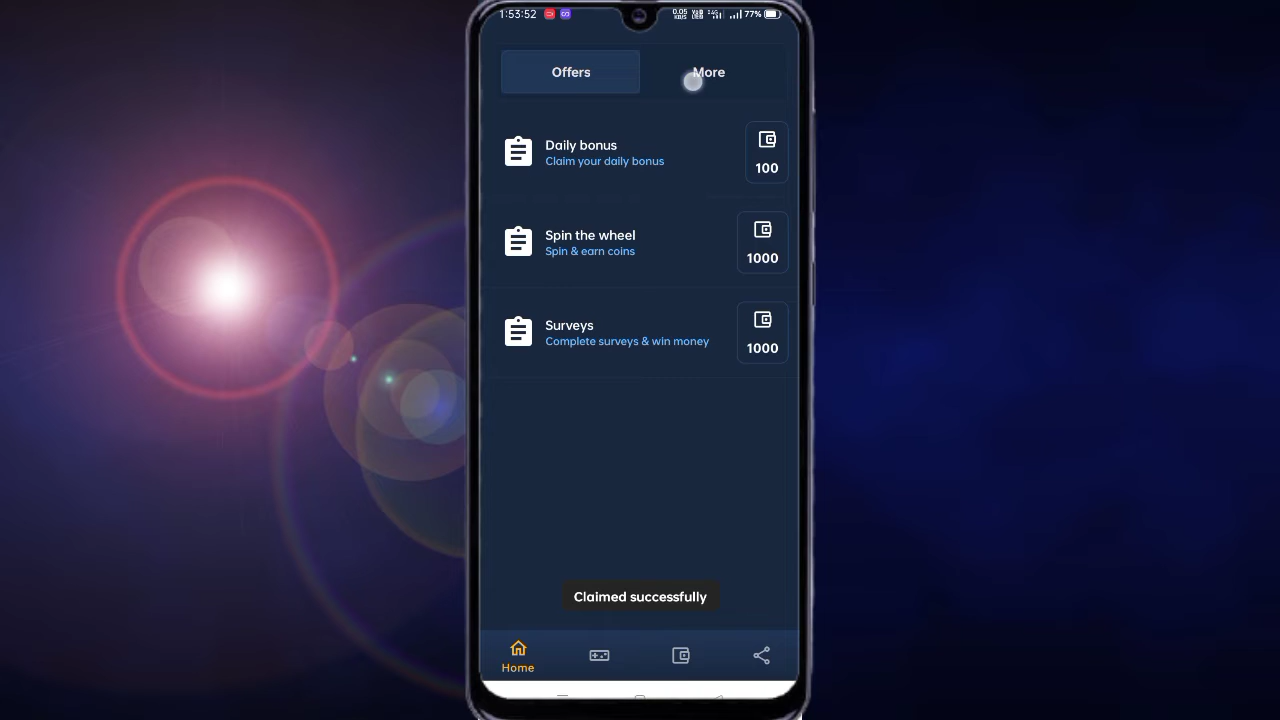 1:53:52
77%
Offers
More
Daily bonus
Claim your daily bonus
100
Spin the wheel
Spin & earn coins
1000
Surveys
Complete surveys & win money
1000
Claimed successfully
Home